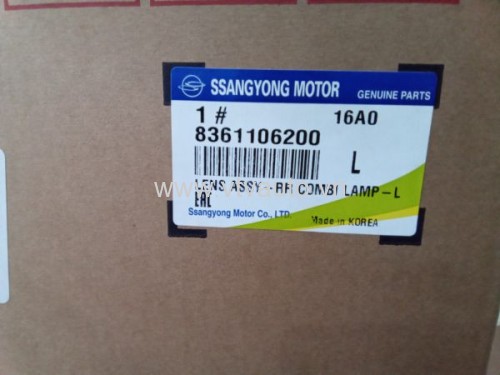 SSANGYONG MOTOR
GENUINE PARTS
1 # 16A0
8361106200
L
LENS ASSY-RR COMBI LAMP-L
EAC
Ssangyong Motor Co., LTD
Made in KOREA